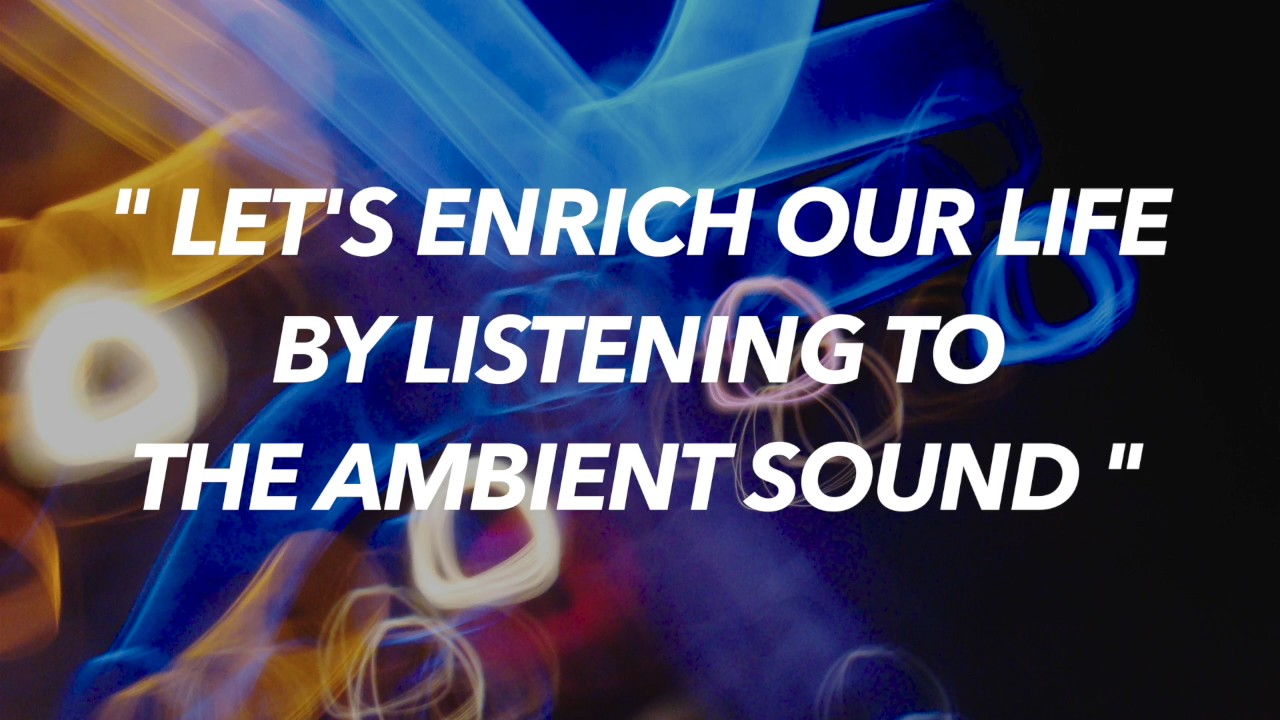 " LET'S ENRICH OUR LIFE
BY LISTENING TO
THE AMBIENT SOUND "